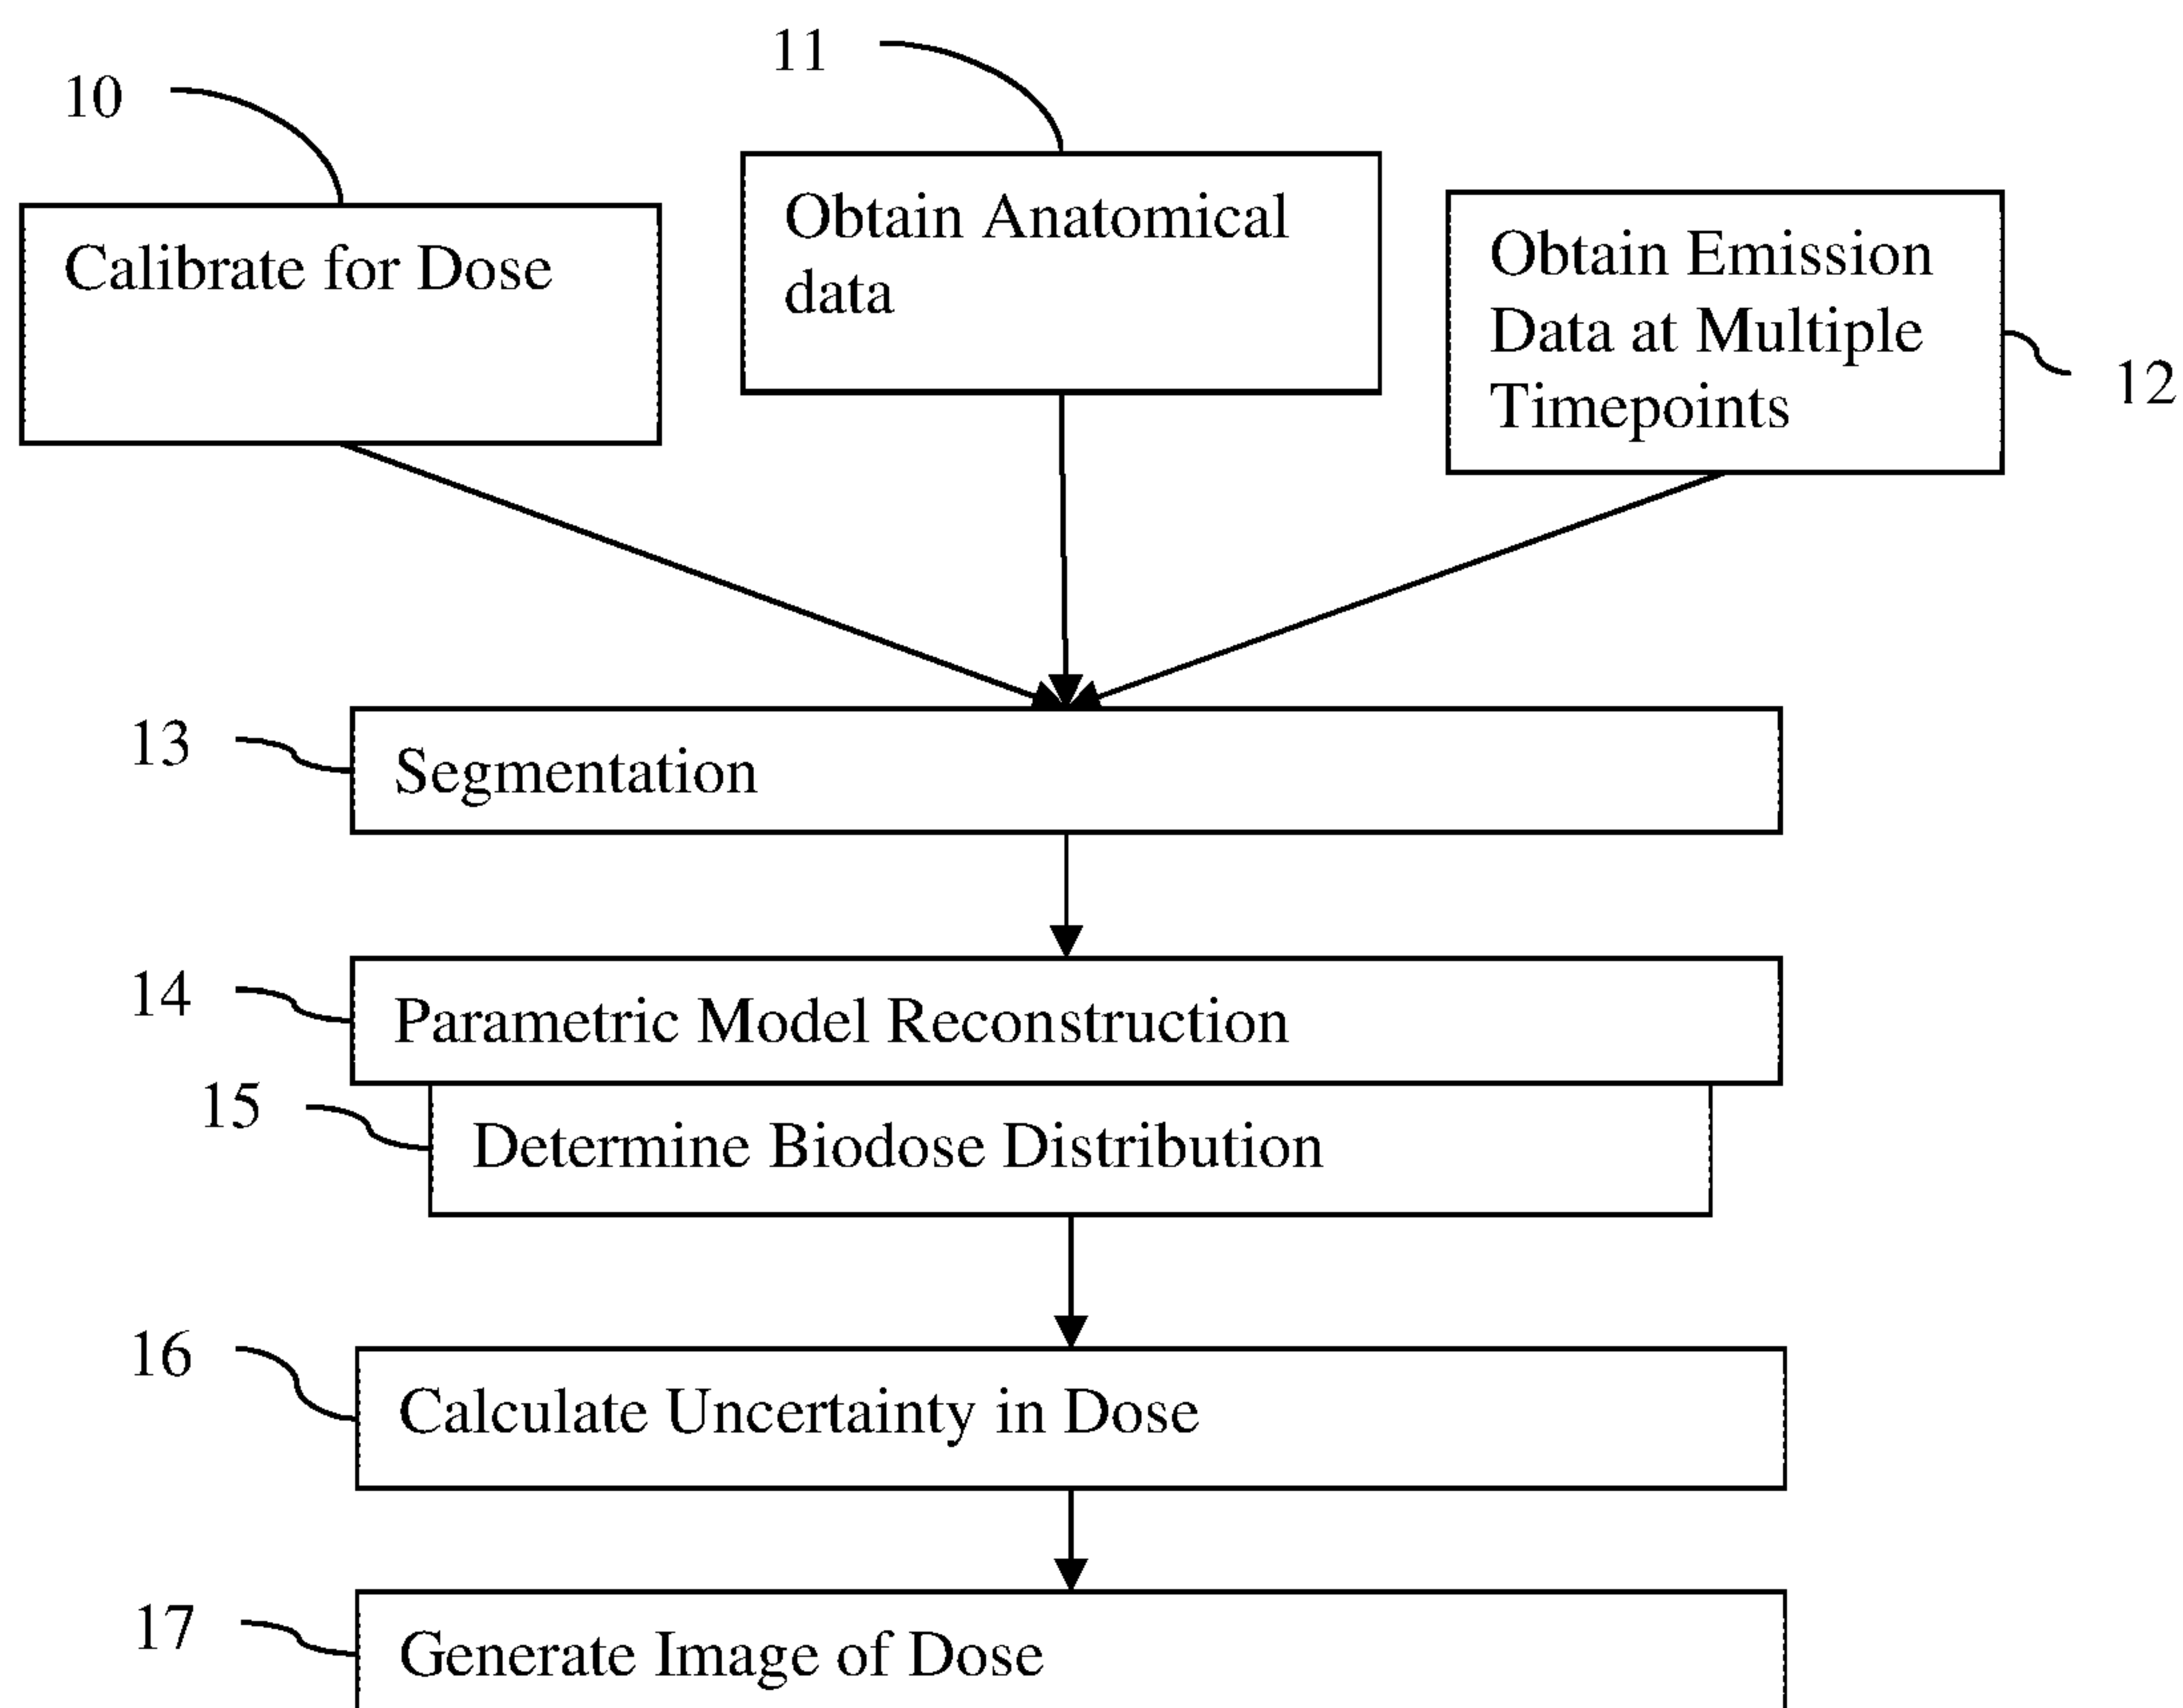 10
11
Calibrate for Dose
Obtain Anatomical
data
Obtain Emission
Data at Multiple
Timepoints
12
13
Segmentation
14
Parametric Model Reconstruction
15
Determine Biodose Distribution
16
Calculate Uncertainty in Dose
17
Generate Image of Dose